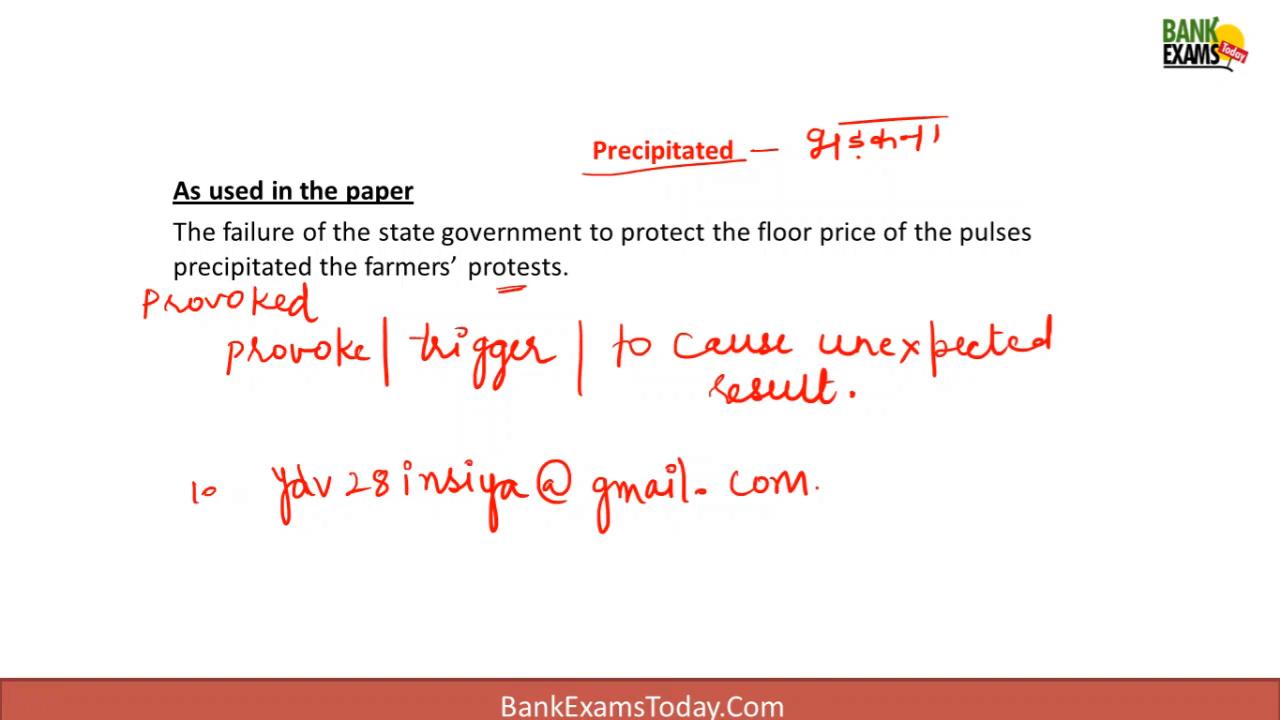 BANK
EXAMS Today
Precipitated — भड़कना
As used in the paper
The failure of the state government to protect the floor price of the pulses
precipitated the farmers’ protests.
Provoked
provoke | trigger | to cause unexpected
result.
10 ydv28insiya@gmail.com.
BankExamsToday.Com